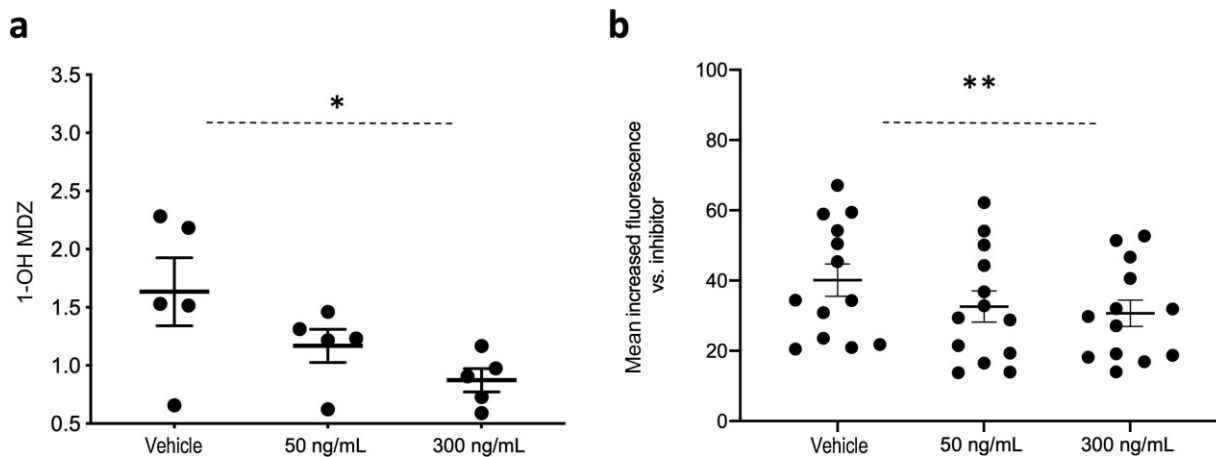 a
3.5
3.0
2.5
2.0
1.5
1.0
0.5
1-OH MDZ
*
Vehicle
50 ng/mL
300 ng/mL
b
100
80
60
40
20
0
Mean increased fluorescence
vs. inhibitor
**
Vehicle
50 ng/mL
300 ng/mL